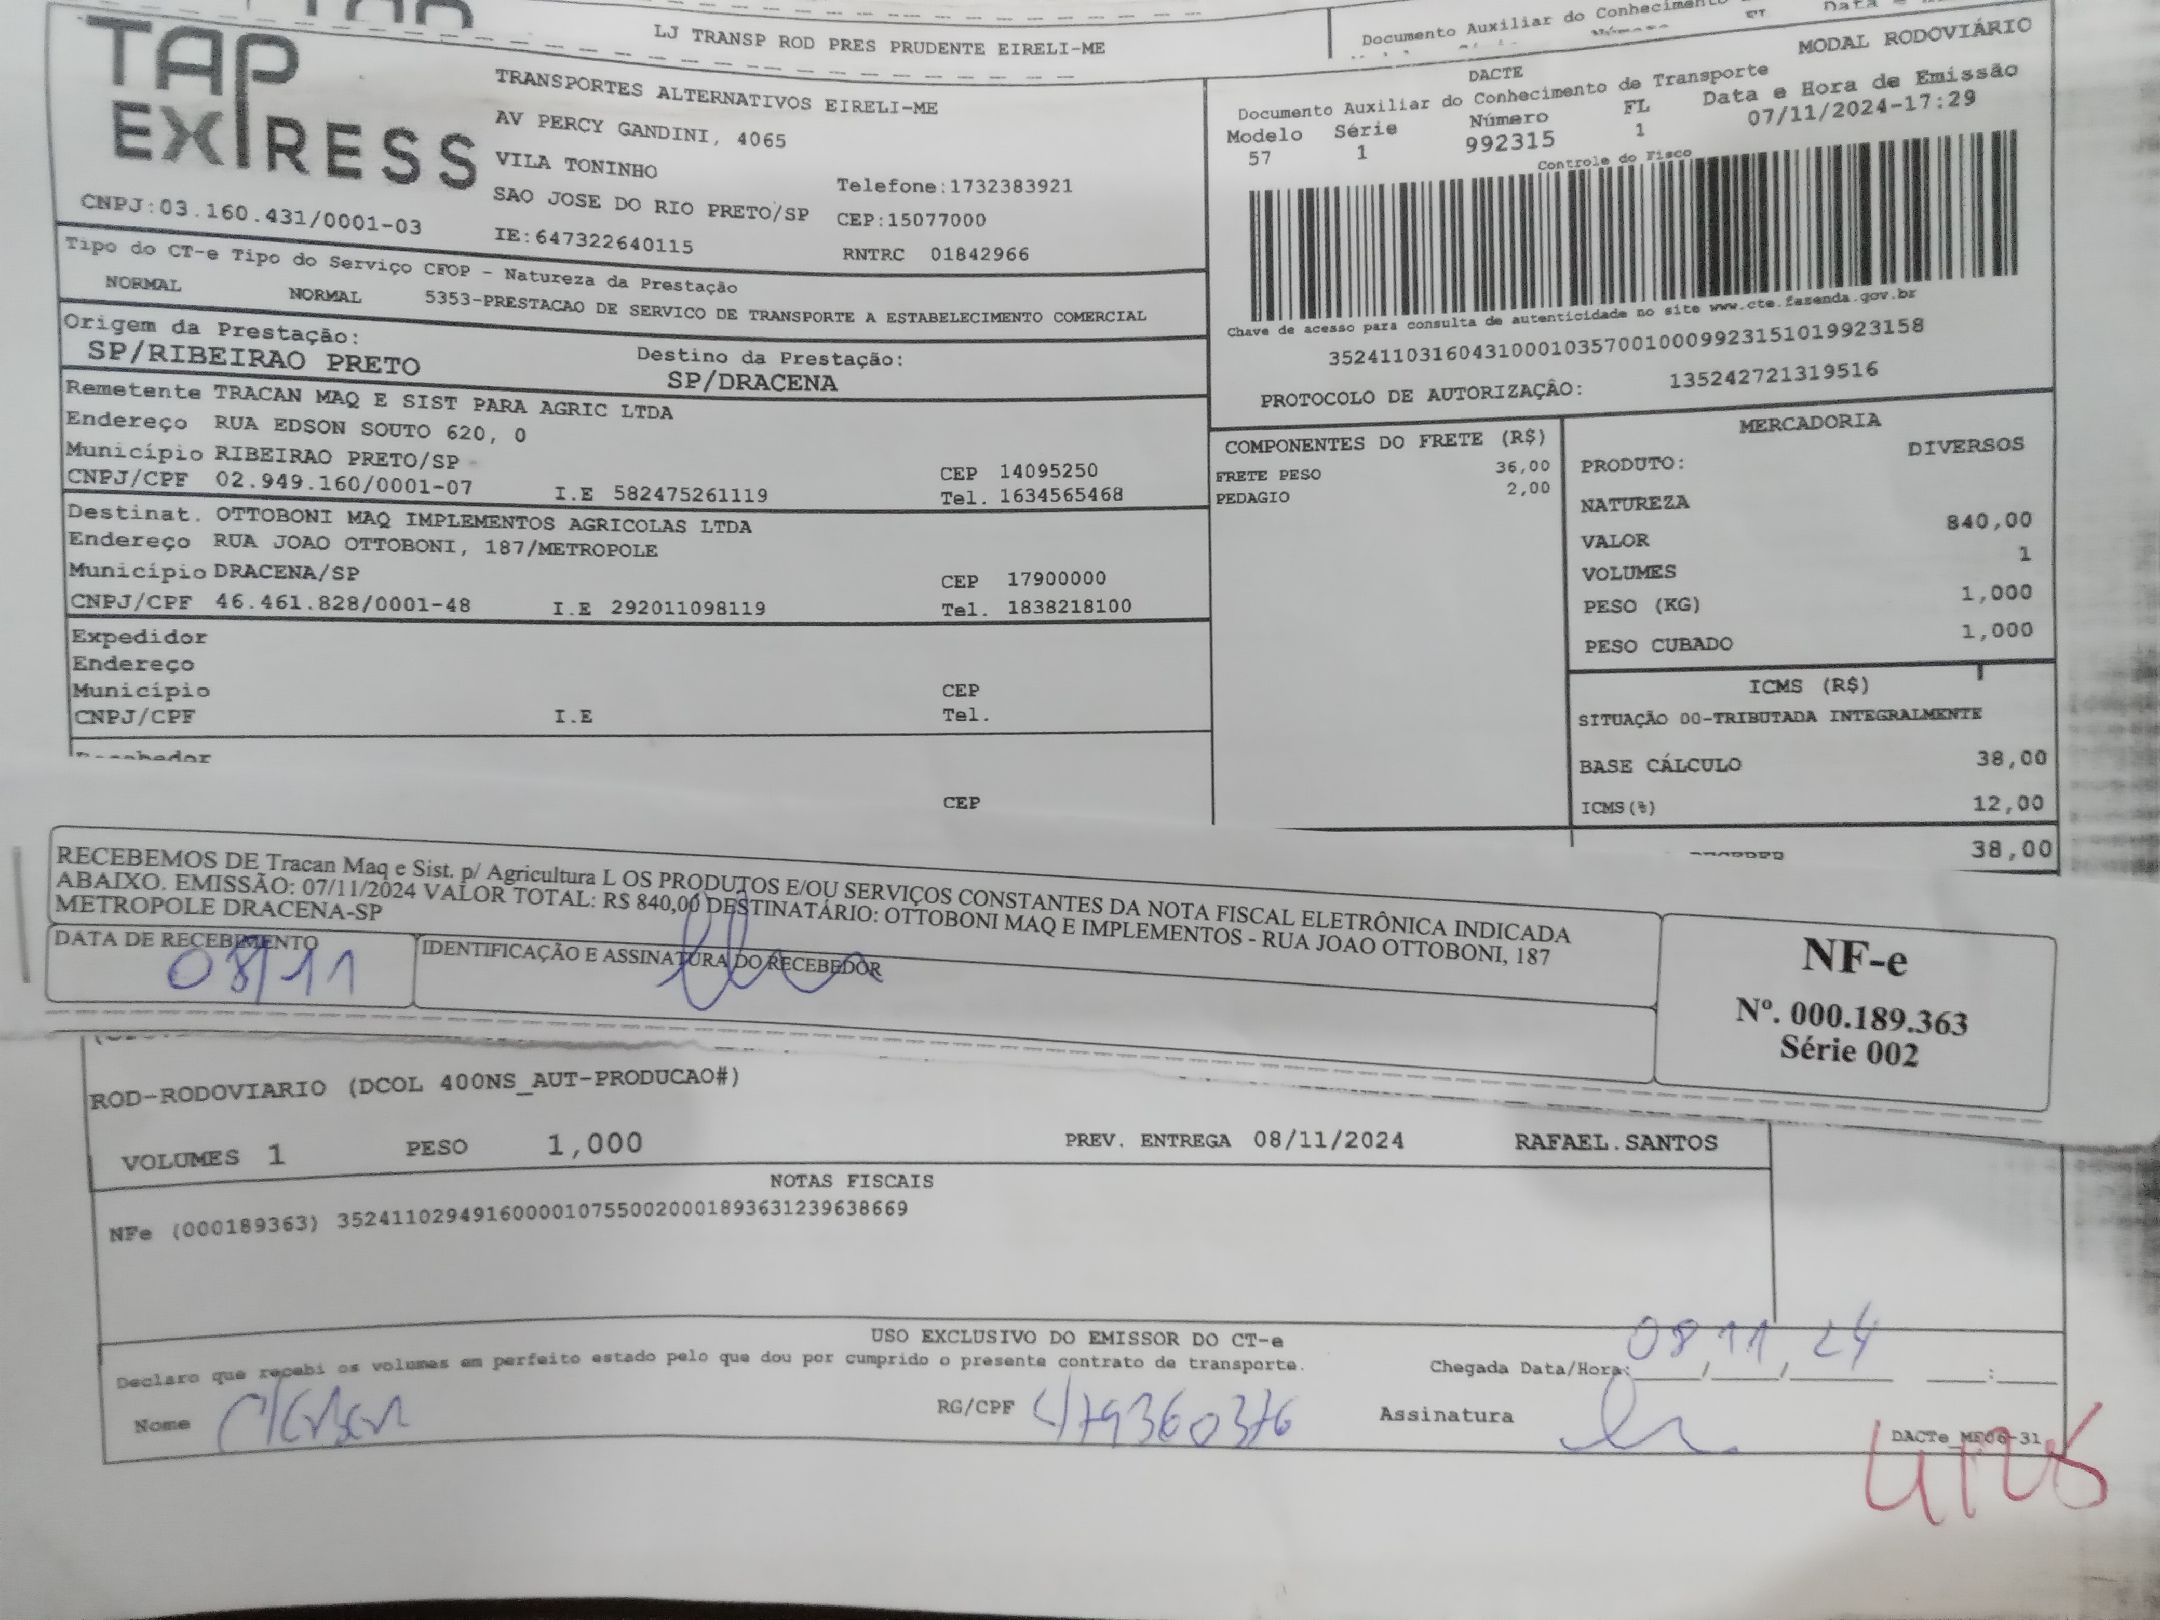 LJ TRANSP ROD PRES PRUDENTE EIRELI-ME
Documento Auxiliar do Conhecimento
TAP EXPRESS
CNPJ:03.160.431/0001-03
TRANSPORTES ALTERNATIVOS EIRELI-ME
AV PERCY GANDINI, 4065
VILA TONINHO
SAO JOSE DO RIO PRETO/SP
IE:647322640115
Telefone:1732383921
CEP:15077000
RNTRC 01842966
MODAL RODOVIÁRIO
DACTE
Documento Auxiliar do Conhecimento de Transporte
Modelo Série Número FL Data e Hora de Emissão
57 1 992315 1 07/11/2024-17:29
Controle do Fisco
Chave de acesso para consulta de autenticidade no site www.cte.fazenda.gov.br
35241103160431000103570010009923151019923158
PROTOCOLO DE AUTORIZAÇÃO: 135242721319516
Tipo do CT-e Tipo do Serviço CFOP - Natureza da Prestação
NORMAL NORMAL 5353-PRESTACAO DE SERVICO DE TRANSPORTE A ESTABELECIMENTO COMERCIAL
Origem da Prestação:
SP/RIBEIRAO PRETO
Destino da Prestação:
SP/DRACENA
Remetente TRACAN MAQ E SIST PARA AGRIC LTDA
Endereço RUA EDSON SOUTO 620, 0
Município RIBEIRAO PRETO/SP CEP 14095250
CNPJ/CPF 02.949.160/0001-07 I.E 582475261119 Tel. 1634565468
Destinat. OTTOBONI MAQ IMPLEMENTOS AGRICOLAS LTDA
Endereço RUA JOAO OTTOBONI, 187/METROPOLE
Município DRACENA/SP CEP 17900000
CNPJ/CPF 46.461.828/0001-48 I.E 292011098119 Tel. 1838218100
Expedidor
Endereço
Município CEP
CNPJ/CPF I.E Tel.
CEP
COMPONENTES DO FRETE (R$)
FRETE PESO 36,00
PEDAGIO 2,00
MERCADORIA
PRODUTO: DIVERSOS
NATUREZA
VALOR 840,00
VOLUMES 1
PESO (KG) 1,000
PESO CUBADO 1,000
ICMS (R$)
SITUAÇÃO 00-TRIBUTADA INTEGRALMENTE
BASE CÁLCULO 38,00
ICMS(%) 12,00
38,00
RECEBEMOS DE Tracan Maq e Sist. p/ Agricultura L OS PRODUTOS E/OU SERVIÇOS CONSTANTES DA NOTA FISCAL ELETRÔNICA INDICADA
ABAIXO. EMISSÃO: 07/11/2024 VALOR TOTAL: R$ 840,00 DESTINATÁRIO: OTTOBONI MAQ E IMPLEMENTOS - RUA JOAO OTTOBONI, 187
METROPOLE DRACENA-SP
DATA DE RECEBIMENTO
08/11
IDENTIFICAÇÃO E ASSINATURA DO RECEBEDOR
NF-e
Nº. 000.189.363
Série 002
ROD-RODOVIARIO (DCOL 400NS_AUT-PRODUCAO#)
VOLUMES 1 PESO 1,000 PREV. ENTREGA 08/11/2024 RAFAEL.SANTOS
NOTAS FISCAIS
NFe (000189363) 35241102949160000107550020001893631239638669
USO EXCLUSIVO DO EMISSOR DO CT-e
Declaro que recebi os volumes em perfeito estado pelo que dou por cumprido o presente contrato de transporte.
Chegada Data/Hora: 08/11/24 :
Nome RG/CPF 479360376 Assinatura